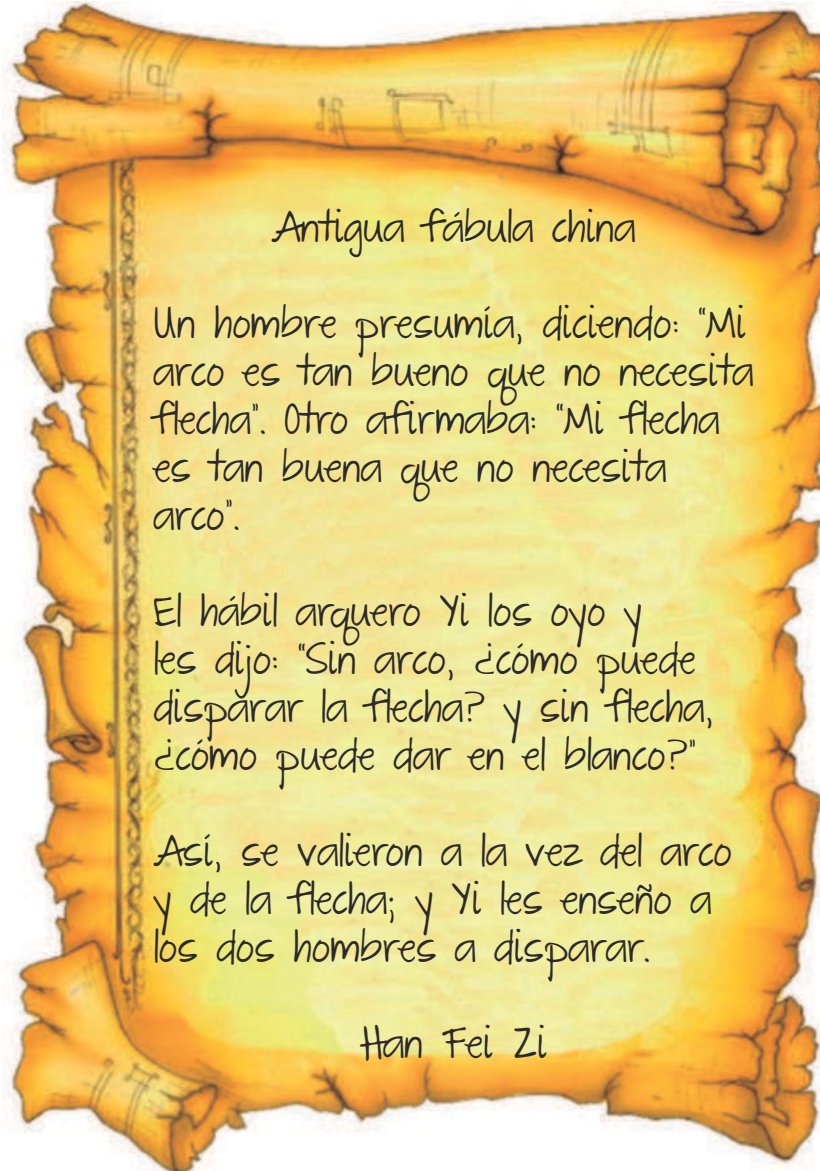 Antigua fábula china
Un hombre presumía, diciendo: "Mi
arco es tan bueno que no necesita
flecha". Otro afirmaba: "Mi flecha
es tan buena que no necesita
arco".
El hábil arquero Yi los oyo y
les dijo: "Sin arco, ¿cómo puede
disparar la flecha? y sin flecha,
¿cómo puede dar en el blanco?"
Así, se valieron a la vez del arco
y de la flecha; y Yi les enseño a
los dos hombres a disparar.
Han Fei Zi